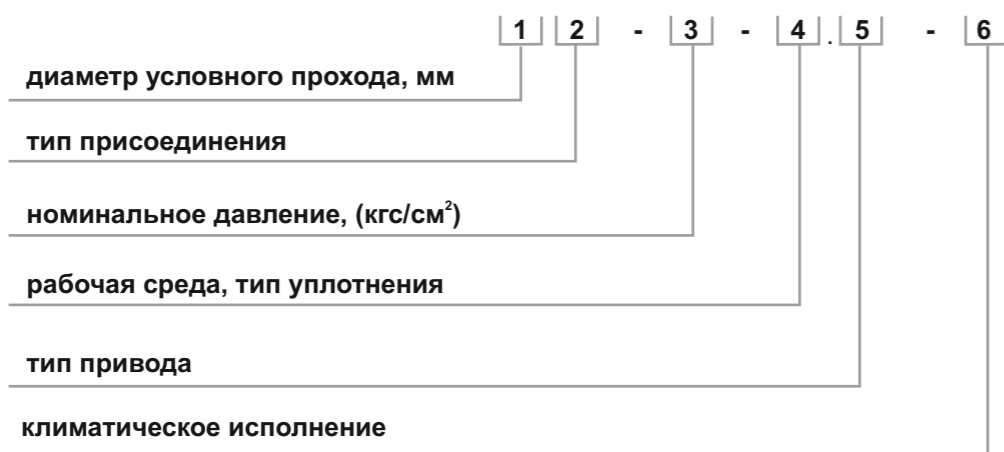 1 2 - 3 - 4 . 5 - 6
диаметр условного прохода, мм
тип присоединения
номинальное давление, (кгс/см²)
рабочая среда, тип уплотнения
тип привода
климатическое исполнение